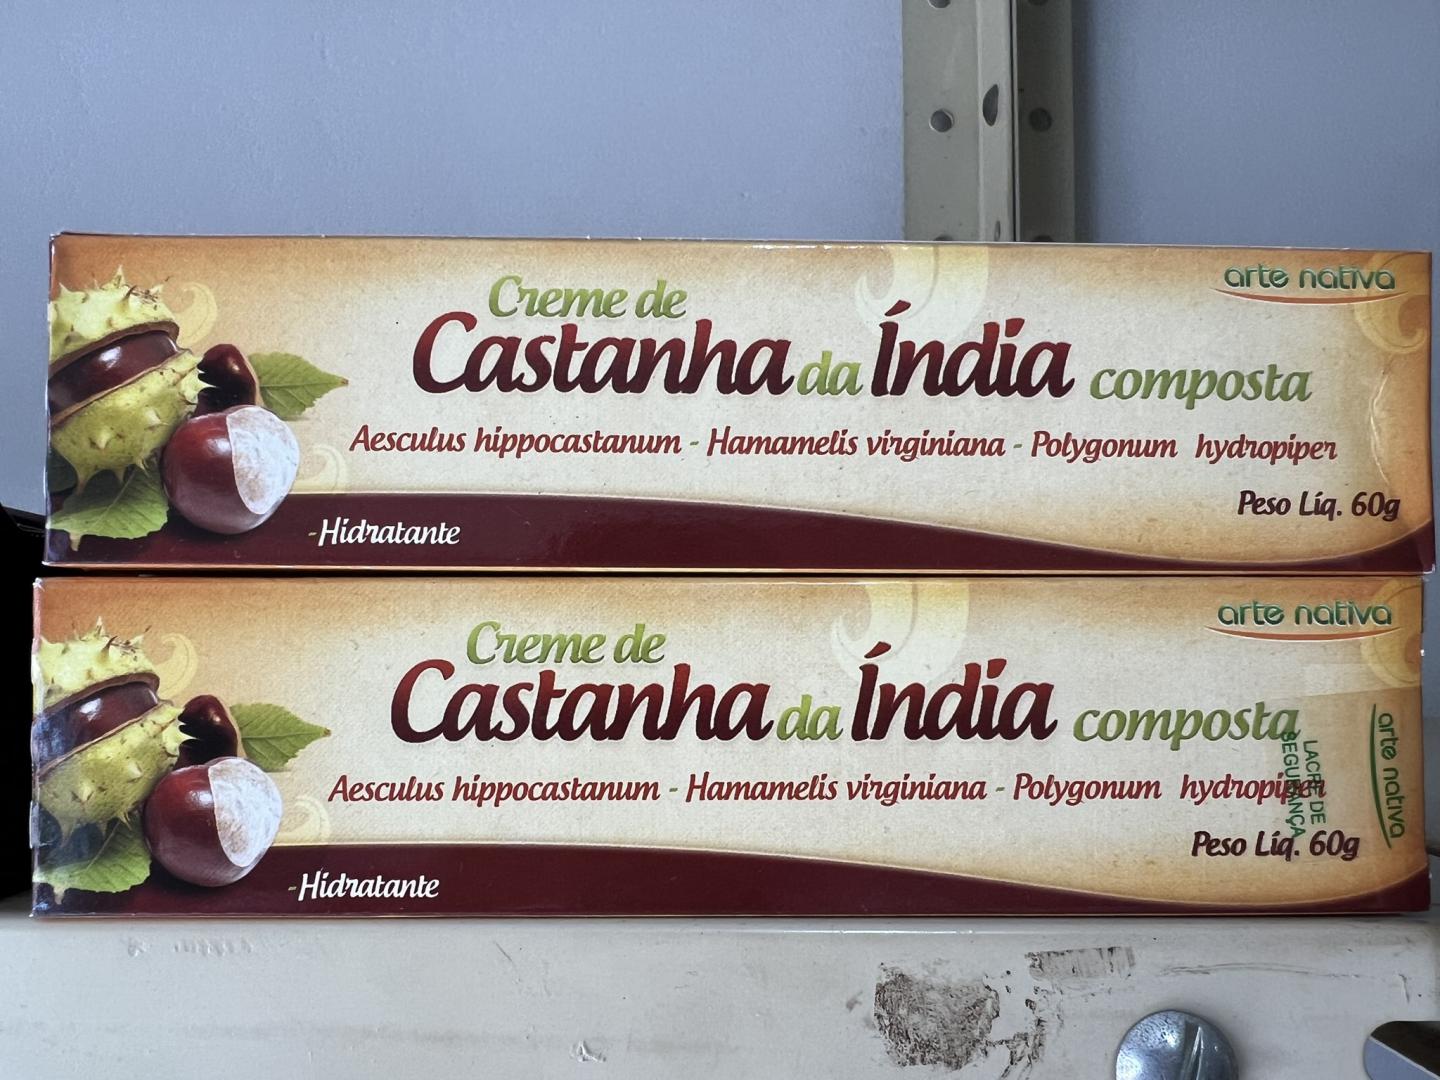 arte nativa
Creme de
Castanha da Índia composta
Aesculus hippocastanum - Hamamelis virginiana - Polygonum hydropiper
Peso Líq. 60g
-Hidratante
arte nativa
Creme de
Castanha da Índia composta
Aesculus hippocastanum - Hamamelis virginiana - Polygonum hydropiper
Peso Líq. 60g
-Hidratante
LACRE DE
SEGURANÇA
arte nativa